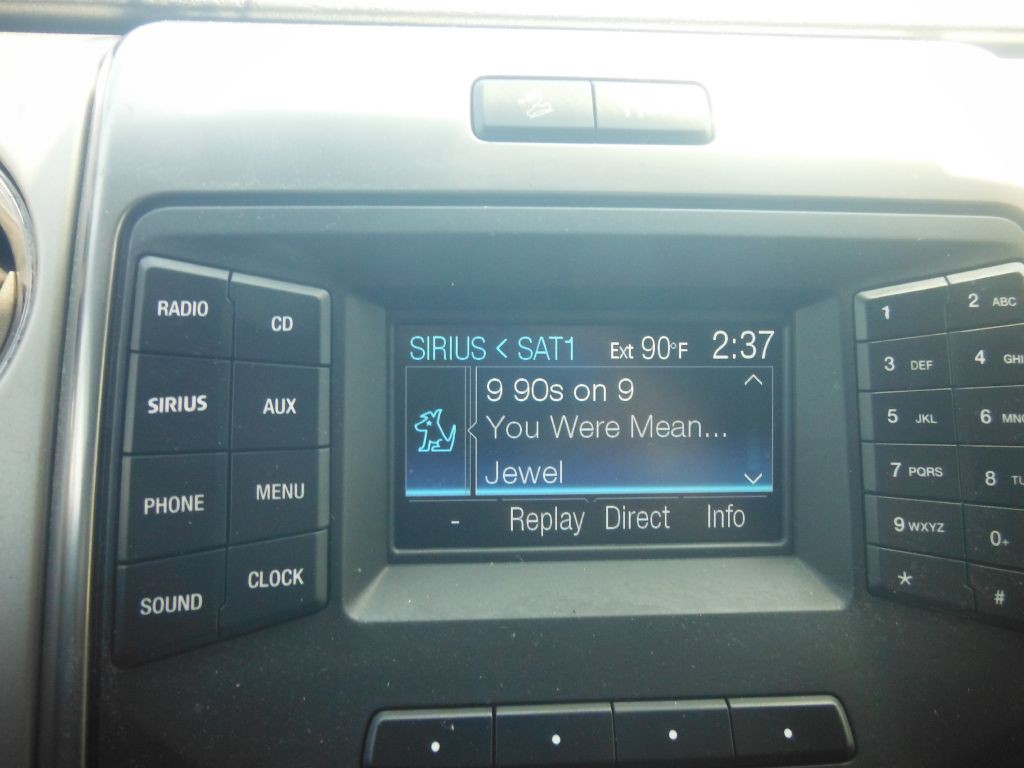 RADIO
CD
SIRIUS
AUX
PHONE
MENU
SOUND
CLOCK
SIRIUS < SAT1 Ext 90°F 2:37
9 90s on 9
You Were Mean...
Jewel
- Replay Direct Info
1
2 ABC
3 DEF
4 GHI
5 JKL
6 MNO
7 PQRS
8 TU
9 WXYZ
0+
*
#